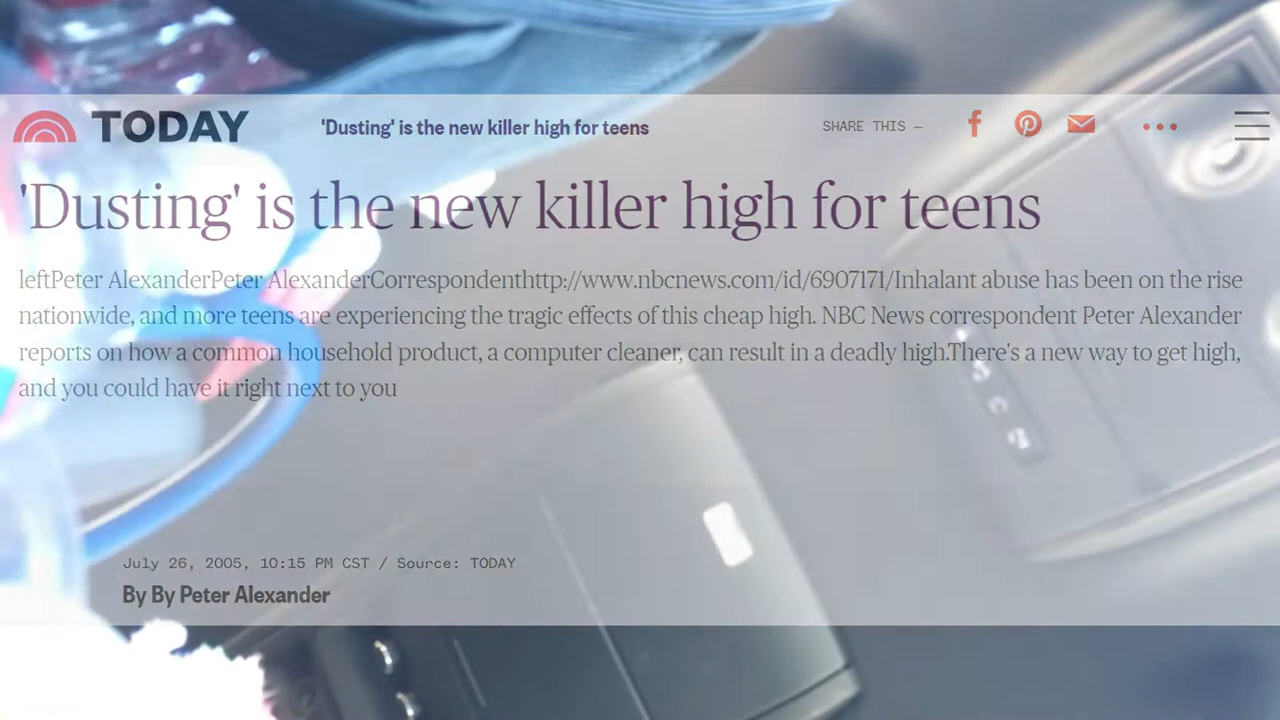 TODAY
'Dusting' is the new killer high for teens
SHARE THIS —
'Dusting' is the new killer high for teens
leftPeter AlexanderPeter AlexanderCorrespondenthttp://www.nbcnews.com/id/6907171/Inhalant abuse has been on the rise
nationwide, and more teens are experiencing the tragic effects of this cheap high. NBC News correspondent Peter Alexander
reports on how a common household product, a computer cleaner, can result in a deadly high.There's a new way to get high,
and you could have it right next to you
July 26, 2005, 10:15 PM CST / Source: TODAY
By By Peter Alexander